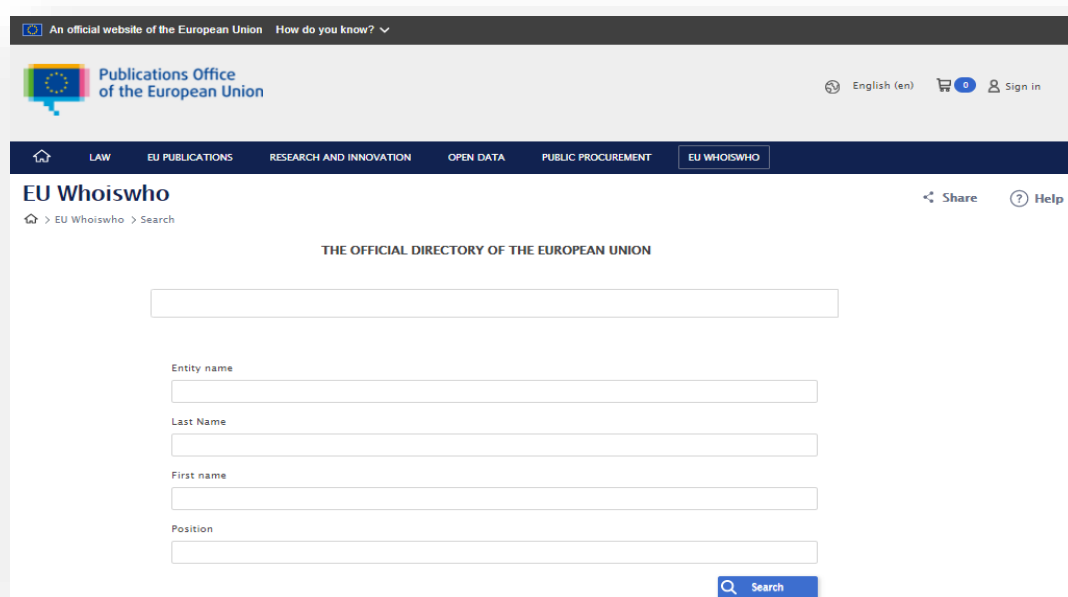 An official website of the European Union How do you know?
Publications Office
of the European Union
English (en) 0 Sign in
LAW EU PUBLICATIONS RESEARCH AND INNOVATION OPEN DATA PUBLIC PROCUREMENT EU WHOISWHO
EU Whoiswho
Share ? Help
> EU Whoiswho > Search
THE OFFICIAL DIRECTORY OF THE EUROPEAN UNION
Entity name
Last Name
First name
Position
Search